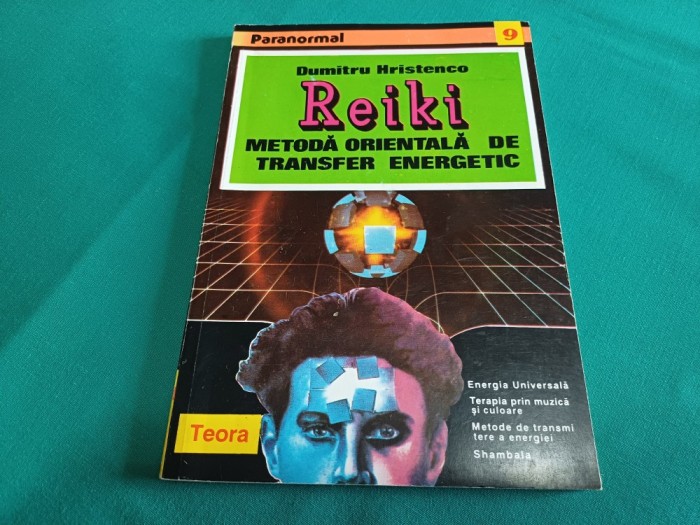 Paranormal
9
Dumitru Hristenco
Reiki
METODĂ ORIENTALĂ DE
TRANSFER ENERGETIC
Energia Universală
Terapia prin muzică
și culoare
Metode de transmi
tere a energiei
Shambala
Teora